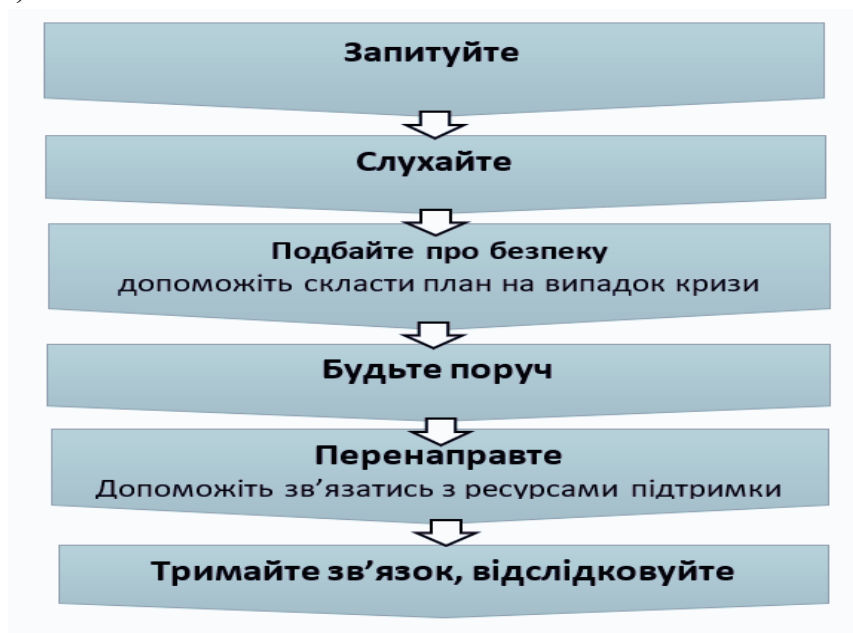 Запитуйте
Слухайте
Подбайте про безпеку
допоможіть скласти план на випадок кризи
Будьте поруч
Перенаправте
Допоможіть зв’язатись з ресурсами підтримки
Тримайте зв’язок, відслідковуйте